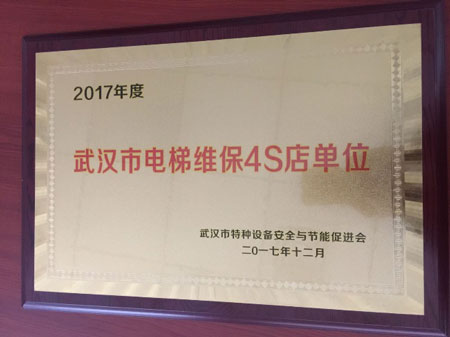 2017年度
武汉市电梯维保4S店单位
武汉市特种设备安全与节能促进会
二0一七年十二月